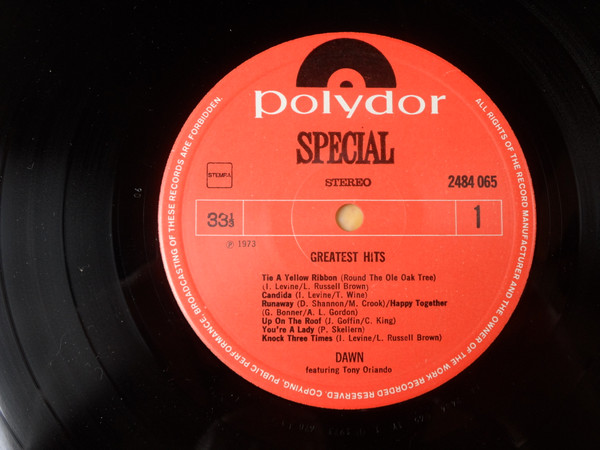 polydor
SPECIAL
STEMRA
STEREO
2484 065
33⅓
1
℗ 1973
GREATEST HITS
Tie A Yellow Ribbon (Round The Ole Oak Tree)
(I. Levine/L. Russell Brown)
Candida (I. Levine/T. Wine)
Runaway (D. Shannon/M. Crook)/Happy Together
(G. Bonner/A. L. Gordon)
Up On The Roof (J. Goffin/C. King)
You're A Lady (P. Skellern)
Knock Three Times (I. Levine/L. Russell Brown)
DAWN
featuring Tony Orlando
ALL RIGHTS OF THE RECORD MANUFACTURER AND THE OWNER OF THE WORK RECORDED RESERVED. COPYING, PUBLIC PERFORMANCE, BROADCASTING OF THESE RECORDS ARE FORBIDDEN.